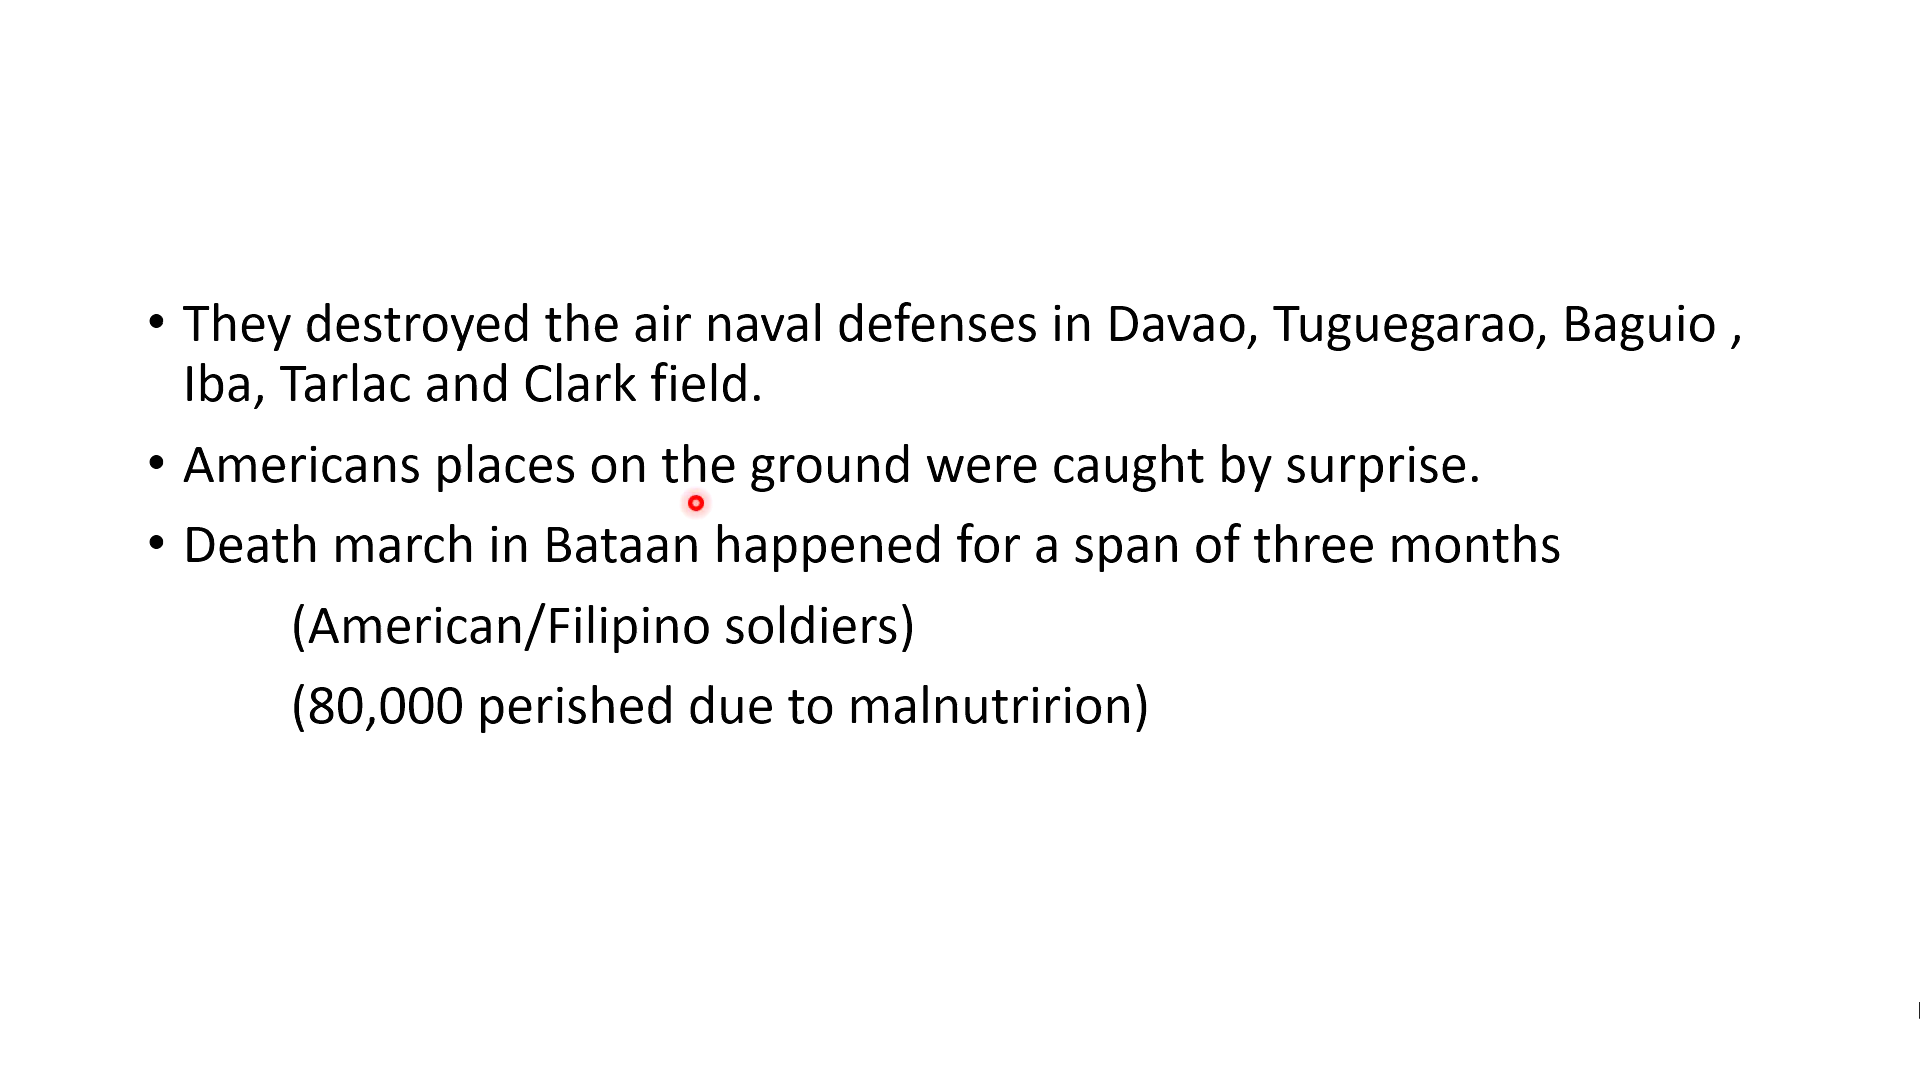 • They destroyed the air naval defenses in Davao, Tuguegarao, Baguio ,
Iba, Tarlac and Clark field.
• Americans places on the ground were caught by surprise.
• Death march in Bataan happened for a span of three months
(American/Filipino soldiers)
(80,000 perished due to malnutririon)